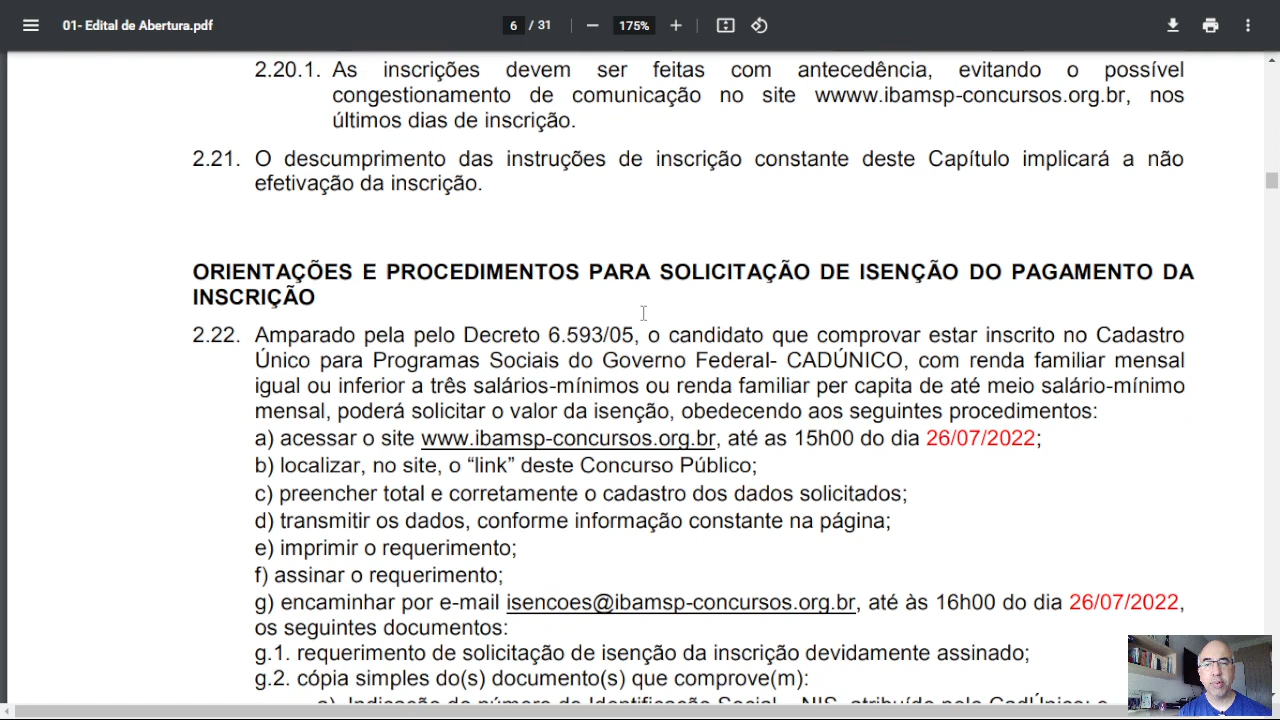 01- Edital de Abertura.pdf
6 / 31
175%
2.20.1. As inscrições devem ser feitas com antecedência, evitando o possível
congestionamento de comunicação no site wwww.ibamsp-concursos.org.br, nos
últimos dias de inscrição.
2.21. O descumprimento das instruções de inscrição constante deste Capítulo implicará a não
efetivação da inscrição.
ORIENTAÇÕES E PROCEDIMENTOS PARA SOLICITAÇÃO DE ISENÇÃO DO PAGAMENTO DA
INSCRIÇÃO
2.22. Amparado pela pelo Decreto 6.593/05, o candidato que comprovar estar inscrito no Cadastro
Único para Programas Sociais do Governo Federal- CADÚNICO, com renda familiar mensal
igual ou inferior a três salários-mínimos ou renda familiar per capita de até meio salário-mínimo
mensal, poderá solicitar o valor da isenção, obedecendo aos seguintes procedimentos:
a) acessar o site www.ibamsp-concursos.org.br, até as 15h00 do dia 26/07/2022;
b) localizar, no site, o “link” deste Concurso Público;
c) preencher total e corretamente o cadastro dos dados solicitados;
d) transmitir os dados, conforme informação constante na página;
e) imprimir o requerimento;
f) assinar o requerimento;
g) encaminhar por e-mail isencoes@ibamsp-concursos.org.br, até às 16h00 do dia 26/07/2022,
os seguintes documentos:
g.1. requerimento de solicitação de isenção da inscrição devidamente assinado;
g.2. cópia simples do(s) documento(s) que comprove(m):
a) Indicação do número de Identificação Social – NIS, atribuído pelo CadÚnico; e